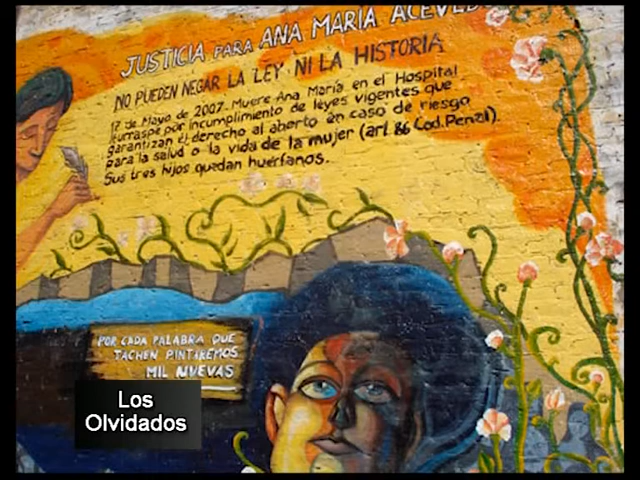 JUSTICIA PARA ANA MARÍA ACEVEDO
NO PUEDEN NEGAR LA LEY NI LA HISTORIA
17 de Mayo de 2007. Muere Ana María en el Hospital
Iturraspe por incumplimiento de leyes vigentes que
garantizan el derecho al aborto en caso de riesgo
para la salud o la vida de la mujer (art. 86 Cod.Penal).
Sus tres hijos quedan huérfanos...
POR CADA PALABRA QUE
TACHEN PINTAREMOS
MIL NUEVAS
Los
Olvidados